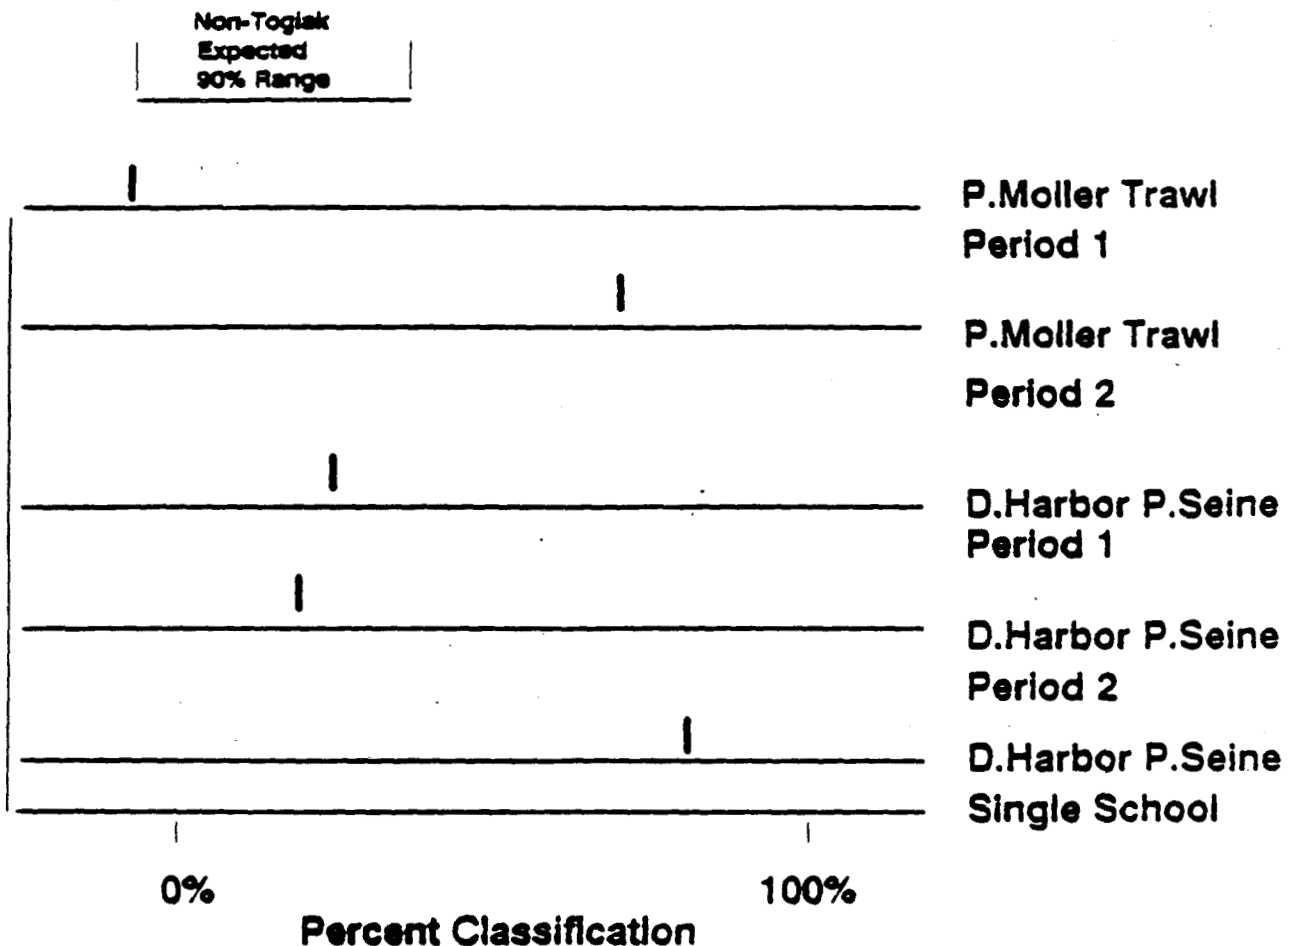 Non-Togiak
Expected
90% Range
P.Moller Trawl
Period 1
P.Moller Trawl
Period 2
D.Harbor P.Seine
Period 1
D.Harbor P.Seine
Period 2
D.Harbor P.Seine
Single School
0% 100%
Percent Classification